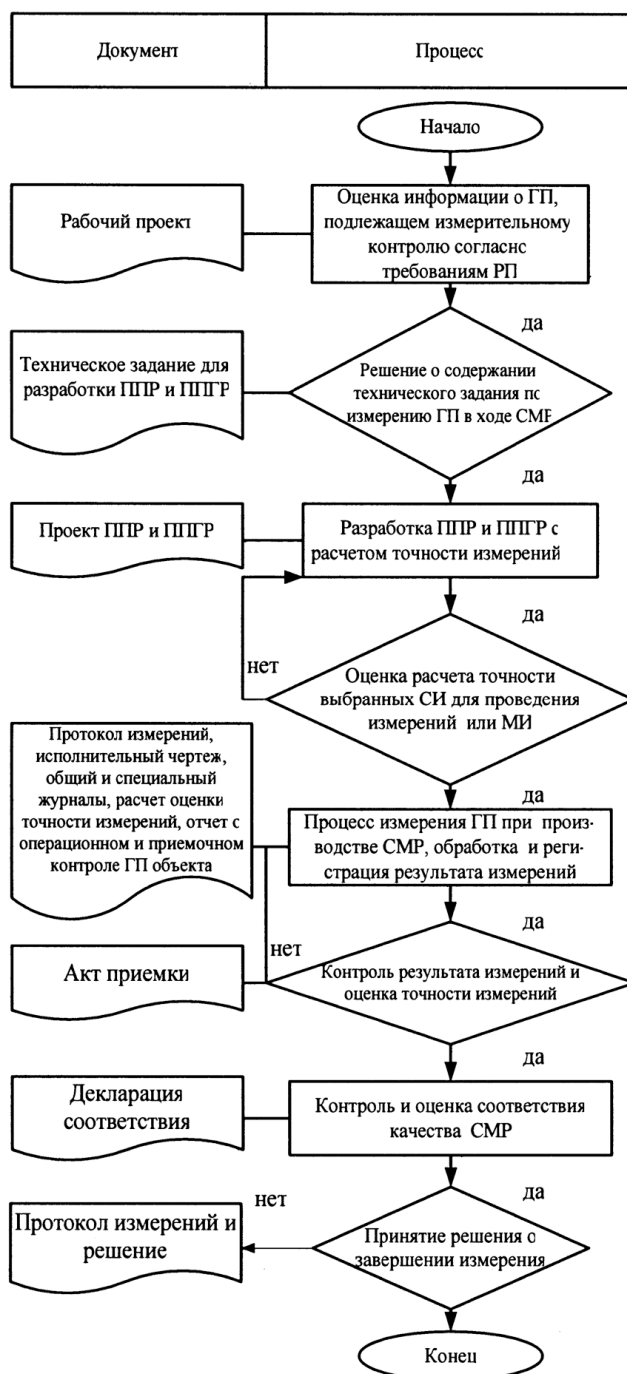 Документ
Процесс
Начало
Рабочий проект
Оценка информации о ГП,
подлежащем измерительному
контролю согласно
требованиям РП
да
Техническое задание для
разработки ППР и ППГР
Решение о содержании
технического задания по
измерению ГП в ходе СМР
да
Проект ППР и ППГР
Разработка ППР и ППГР с
расчетом точности измерений
да
нет
Оценка расчета точности
выбранных СИ для проведения
измерений или МИ
Протокол измерений,
исполнительный чертеж,
общий и специальный
журналы, расчет оценки
точности измерений, отчет о
операционном и приемочном
контроле ГП объекта
да
Процесс измерения ГП при произ-
водстве СМР, обработка и реги-
страция результата измерений
да
нет
Акт приемки
Контроль результата измерений и
оценка точности измерений
да
Декларация
соответствия
Контроль и оценка соответствия
качества СМР
нет
да
Протокол измерений и
решение
Принятие решения о
завершении измерения
Конец